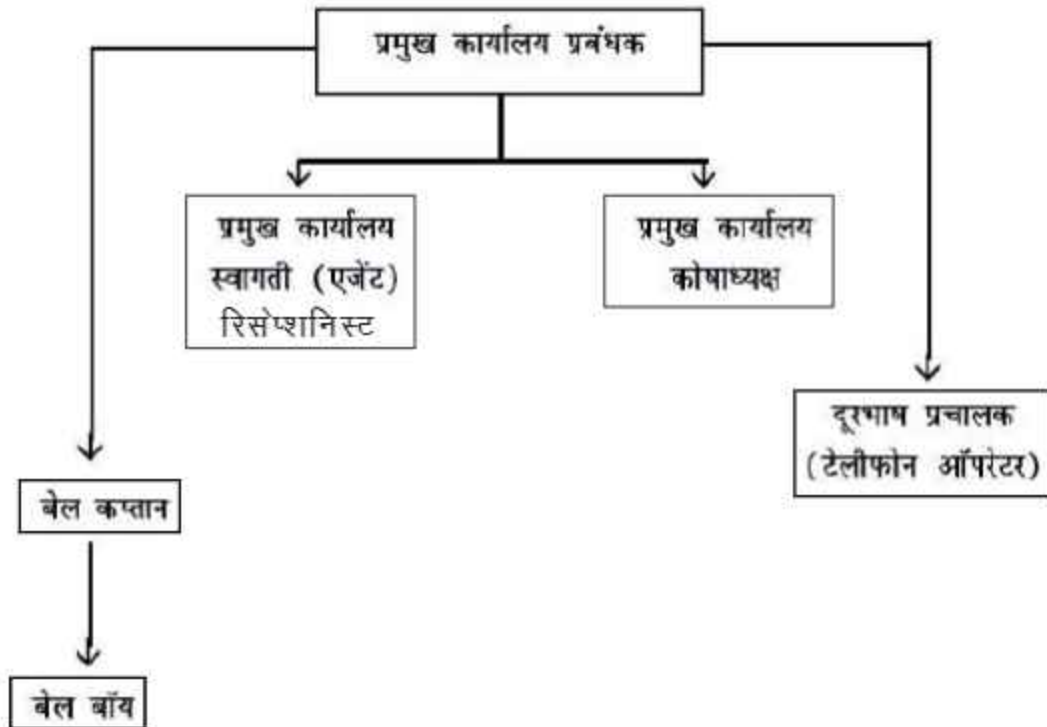 प्रमुख कार्यालय प्रबंधक
प्रमुख कार्यालय
स्वागती (एजेंट)
रिसेप्शनिस्ट
प्रमुख कार्यालय
कोषाध्यक्ष
दूरभाष प्रचालक
(टेलीफोन ऑपरेटर)
बेल कप्तान
बेल बॉय